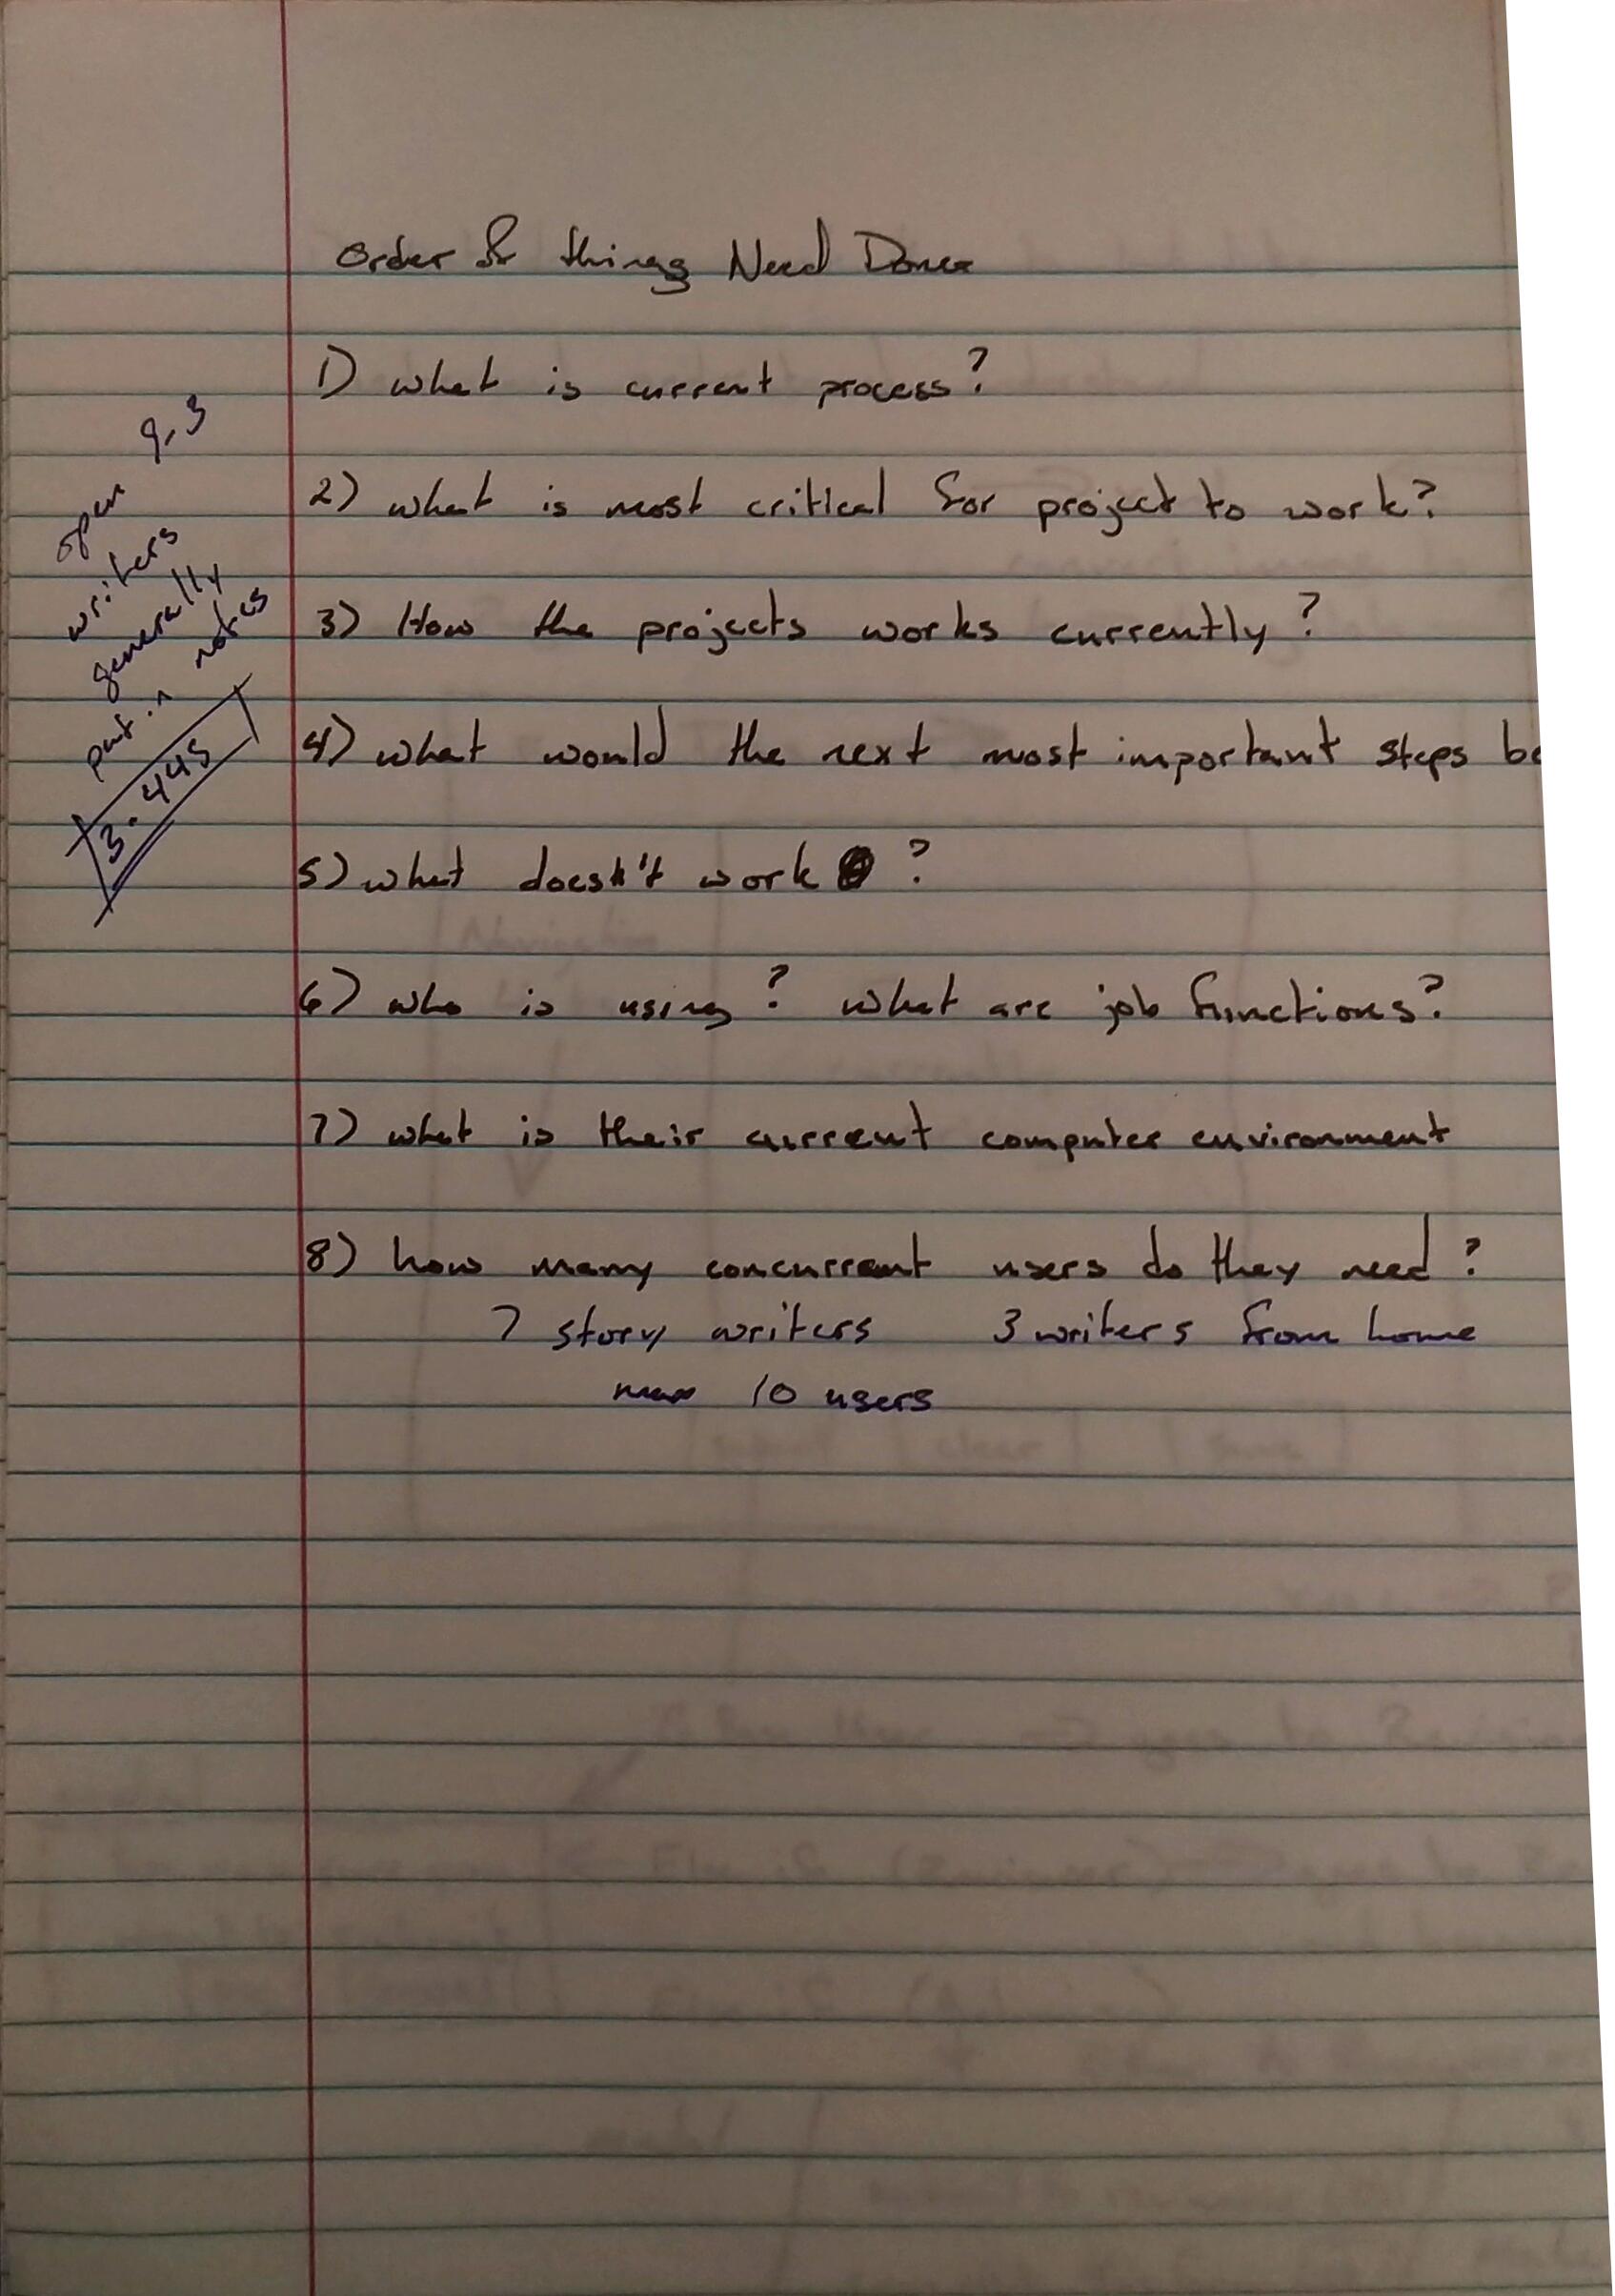 Order of things Need Done
1) what is current process?
2) what is most critical for project to work?
3) How the projects works currently?
4) what would the next most important steps be
5) what doesn't work ?
6) who is using? what are job functions?
7) what is their current computer environment
8) how many concurrent users do they need?
7 story writers 3 writers from home
max 10 users
open 9.3
writers
generally
put in notes
3.445
Navigation
clear